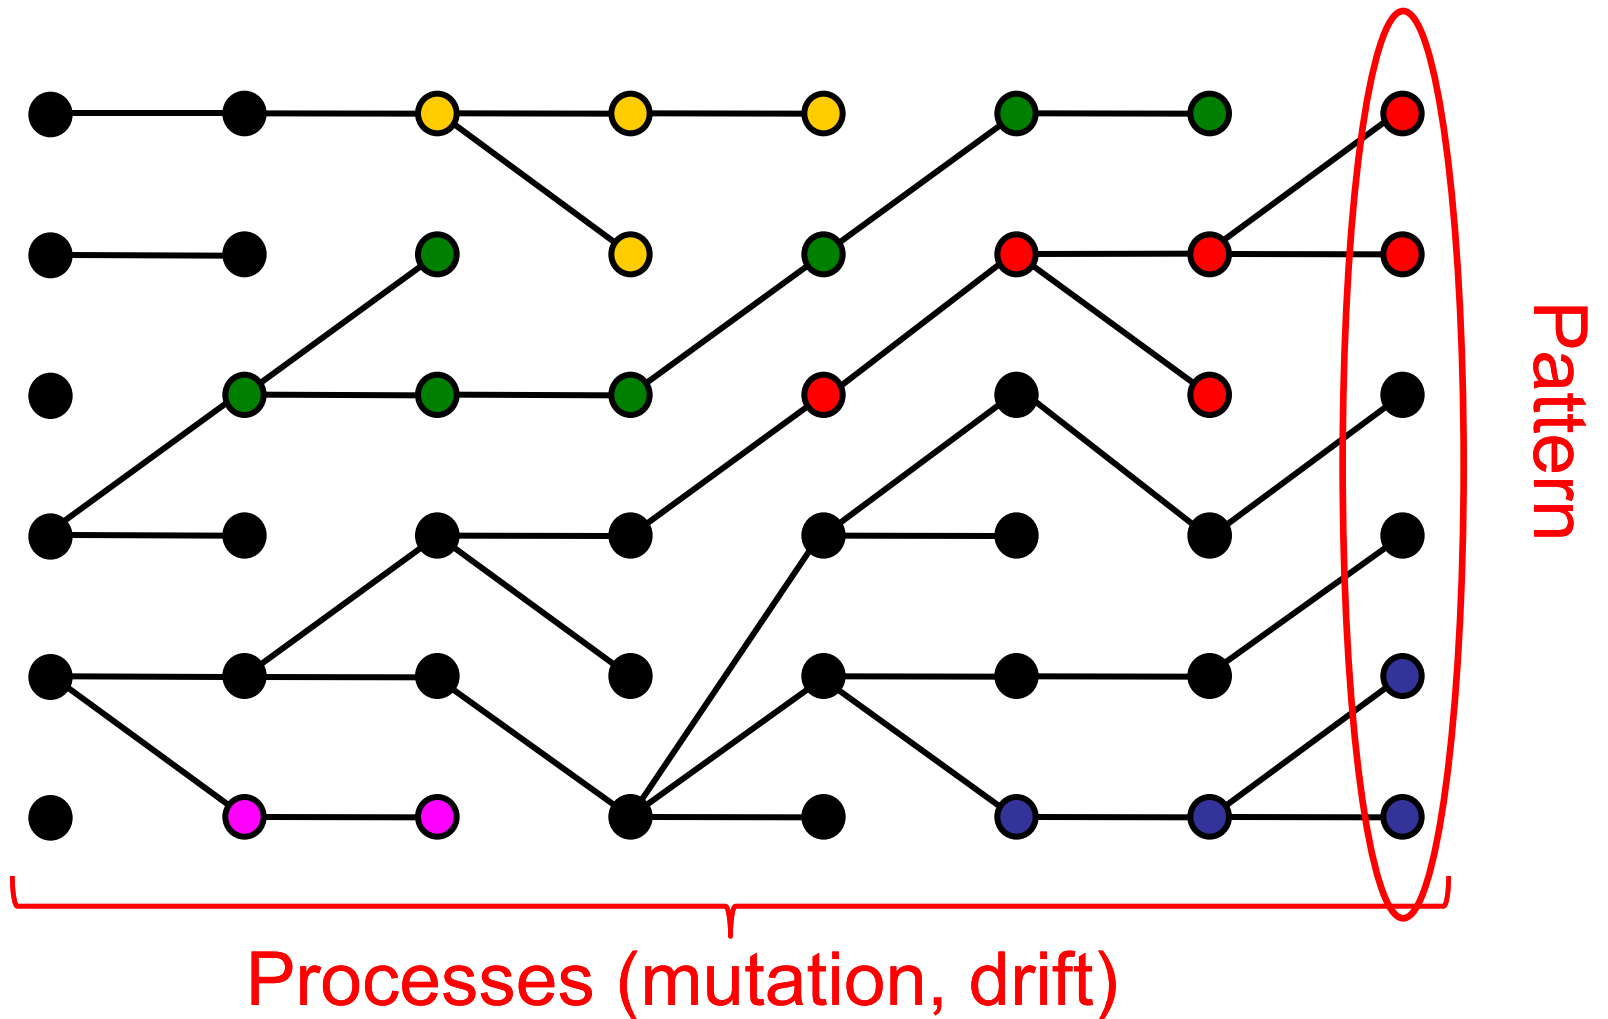 Pattern
Processes (mutation, drift)